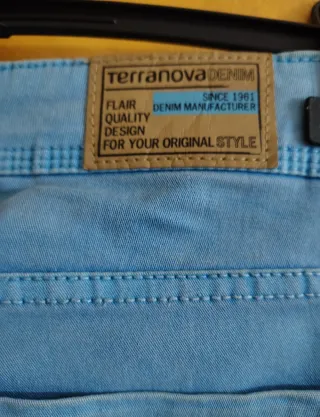 Terranova DENIM
SINCE 1961
FLAIR DENIM MANUFACTURER
QUALITY
DESIGN
FOR YOUR ORIGINAL STYLE